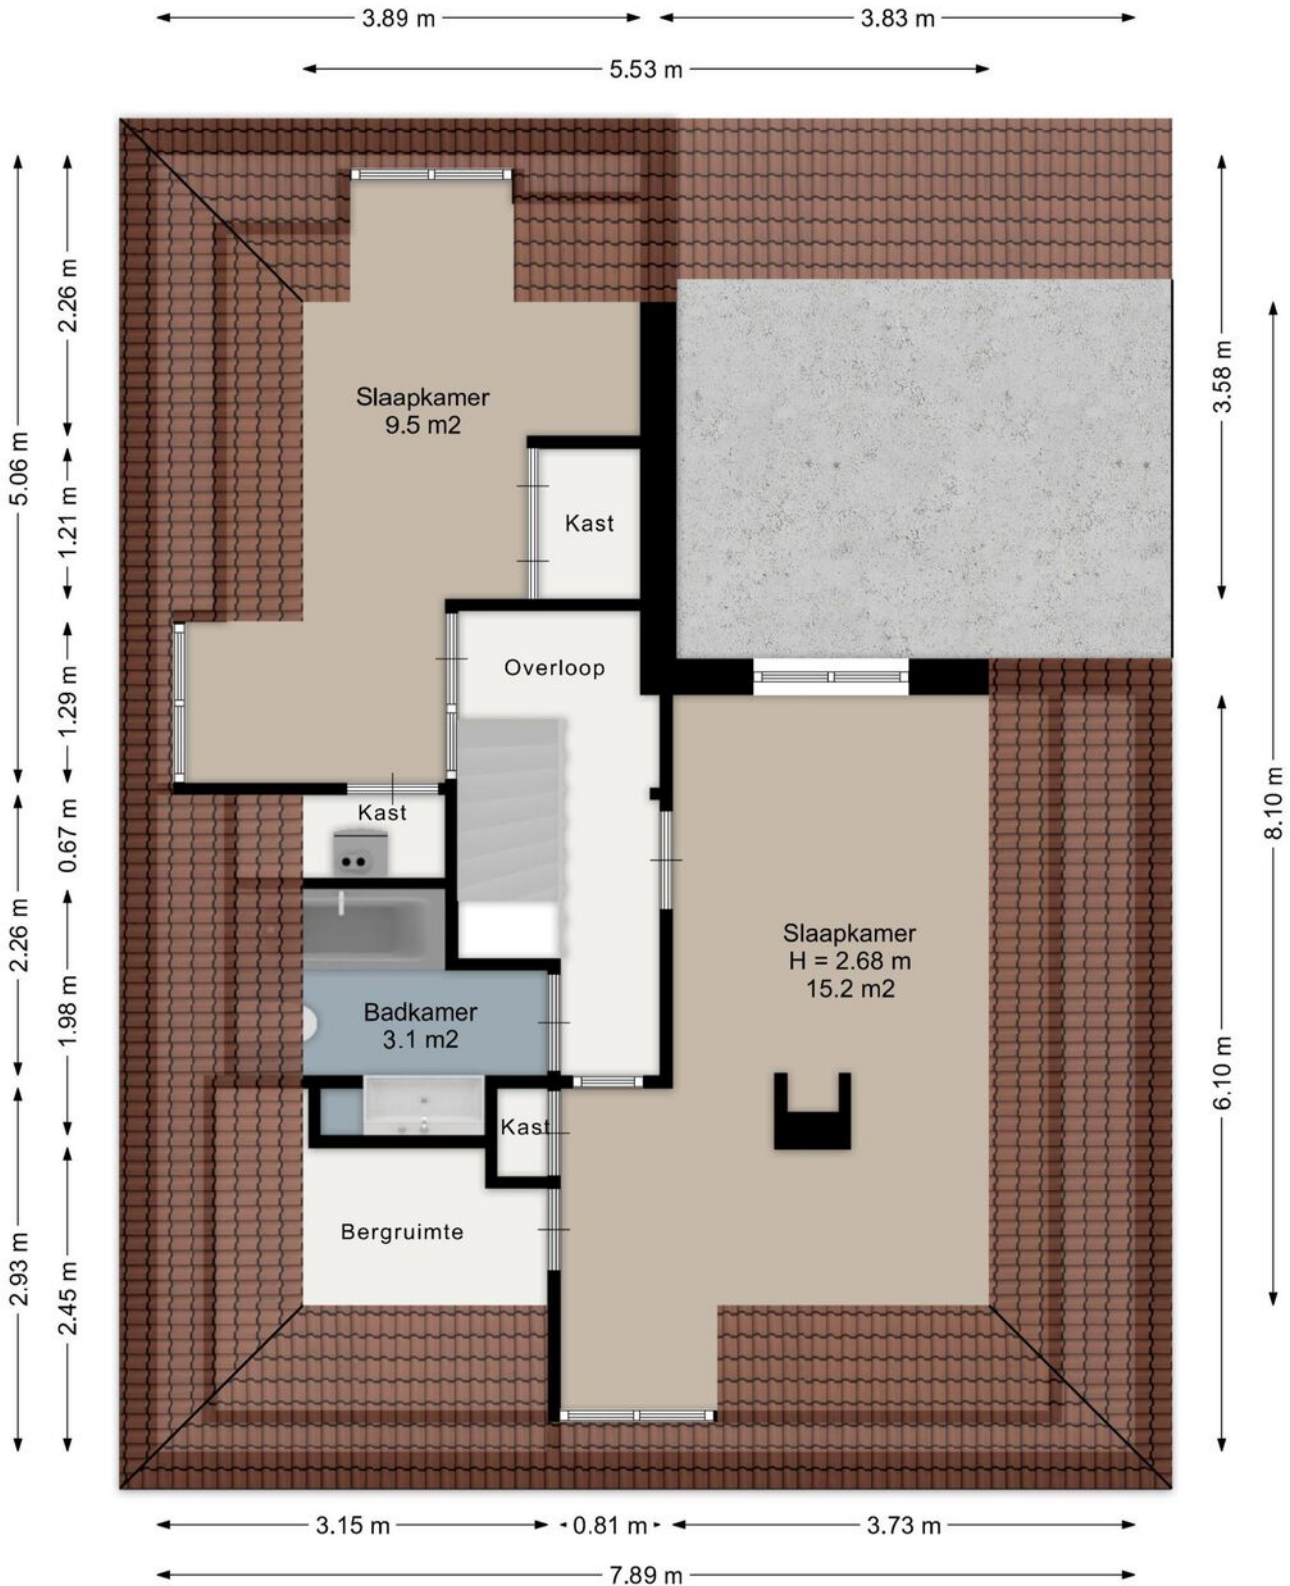 3.89 m
3.83 m
5.53 m
5.06 m
2.26 m
1.21 m
1.29 m
0.67 m
2.26 m
1.98 m
2.93 m
2.45 m
Slaapkamer
9.5 m2
Kast
Overloop
Kast
Slaapkamer
H = 2.68 m
15.2 m2
Badkamer
3.1 m2
Kast
Bergruimte
3.58 m
8.10 m
6.10 m
3.15 m
0.81 m
3.73 m
7.89 m